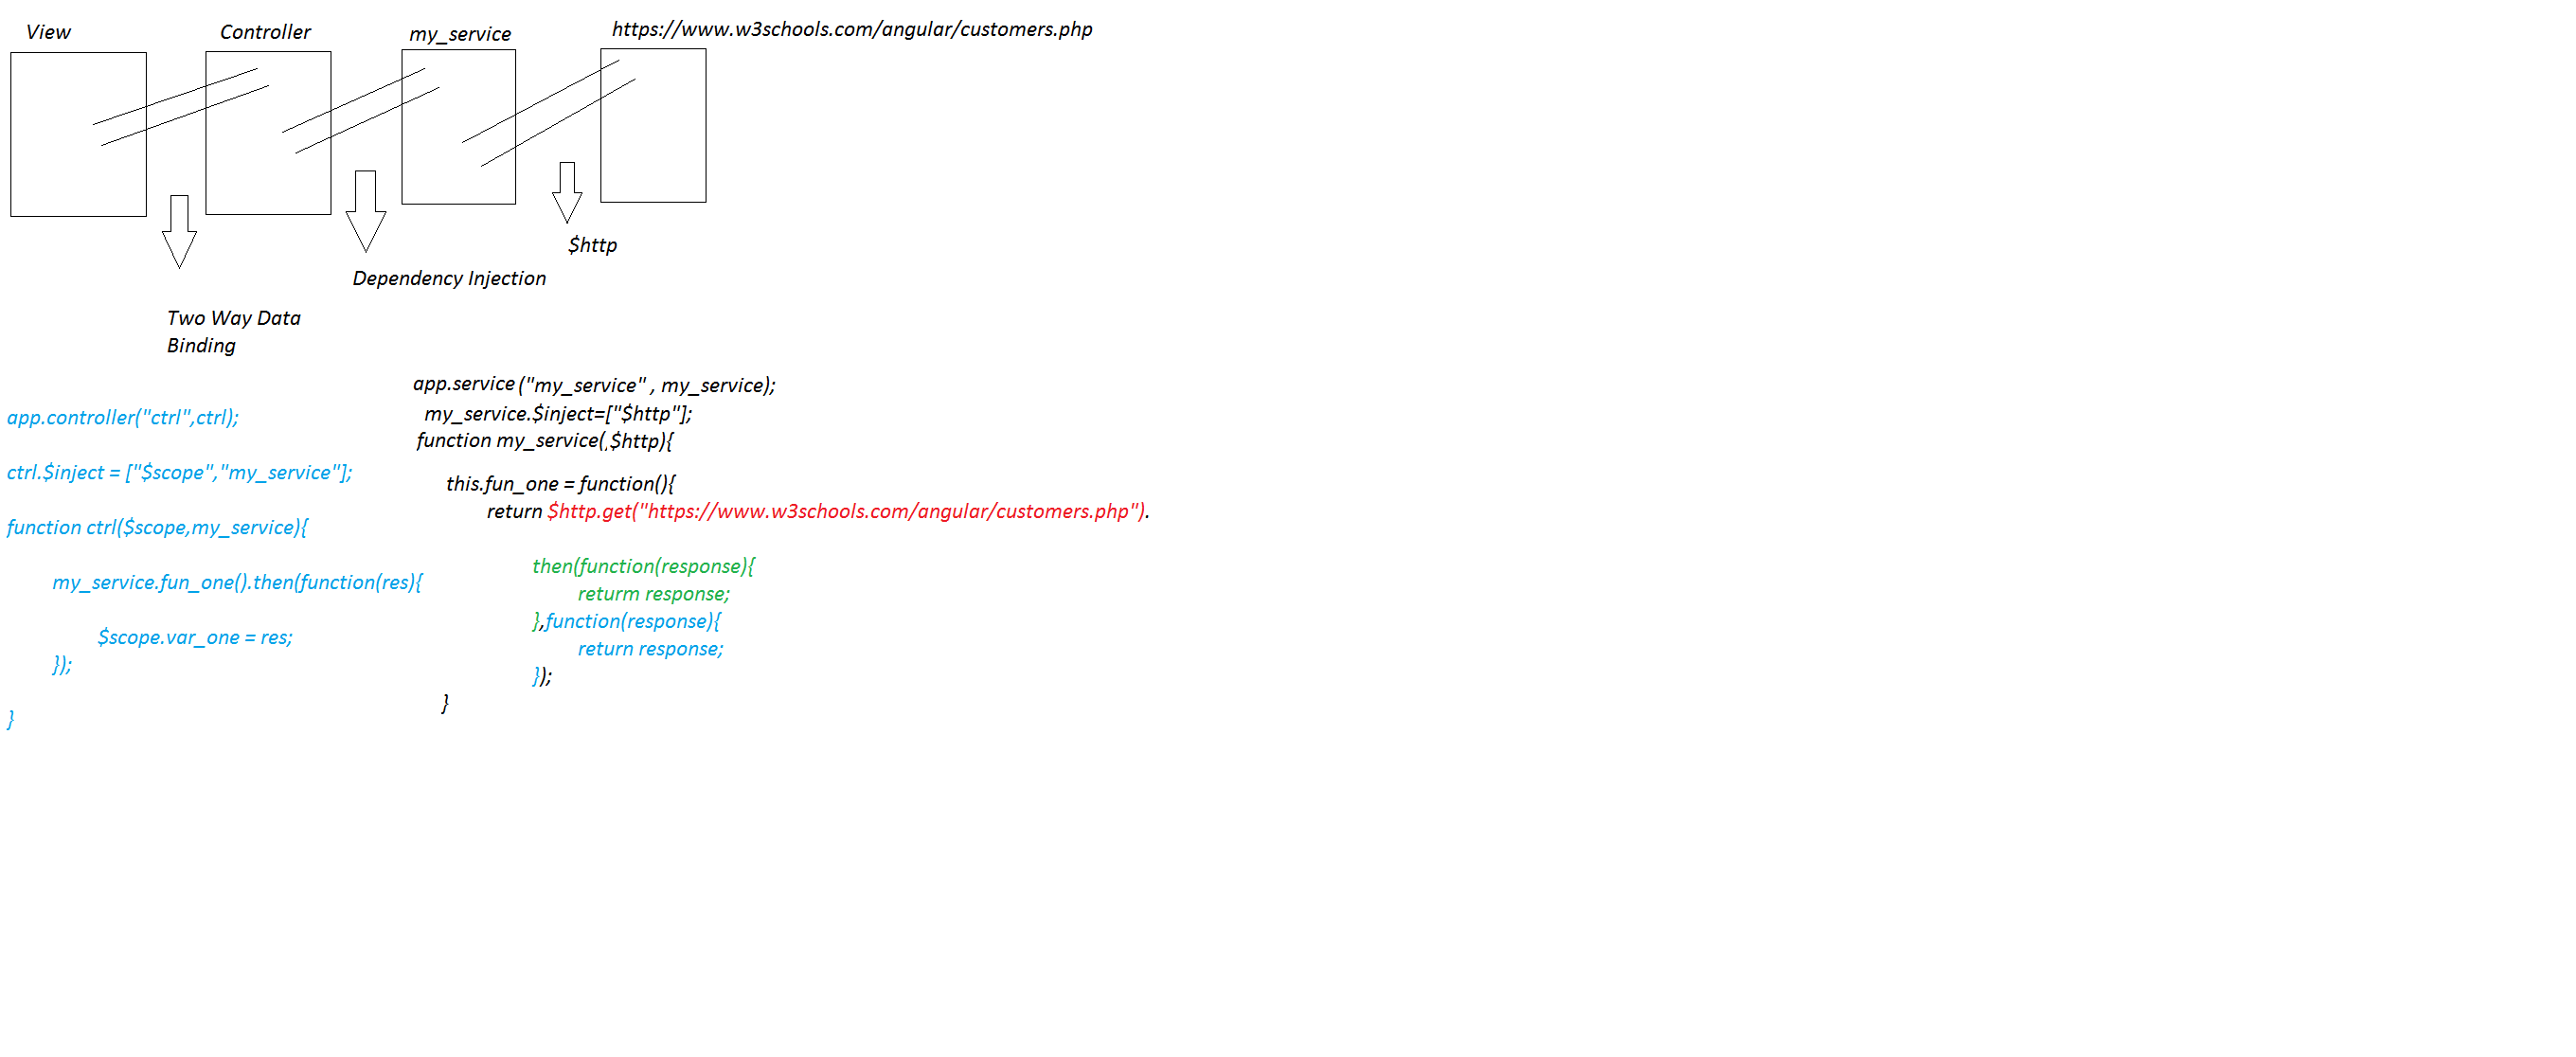 View
Controller
my_service
https://www.w3schools.com/angular/customers.php
$http
Dependency Injection
Two Way Data
Binding
app.controller("ctrl",ctrl);
ctrl.$inject = ["$scope","my_service"];
function ctrl($scope,my_service){
my_service.fun_one().then(function(res){
$scope.var_one = res;
});
}
app.service ("my_service" , my_service);
my_service.$inject=["$http"];
function my_service(,$http){
this.fun_one = function(){
return $http.get("https://www.w3schools.com/angular/customers.php").
then(function(response){
returm response;
},function(response){
return response;
});
}